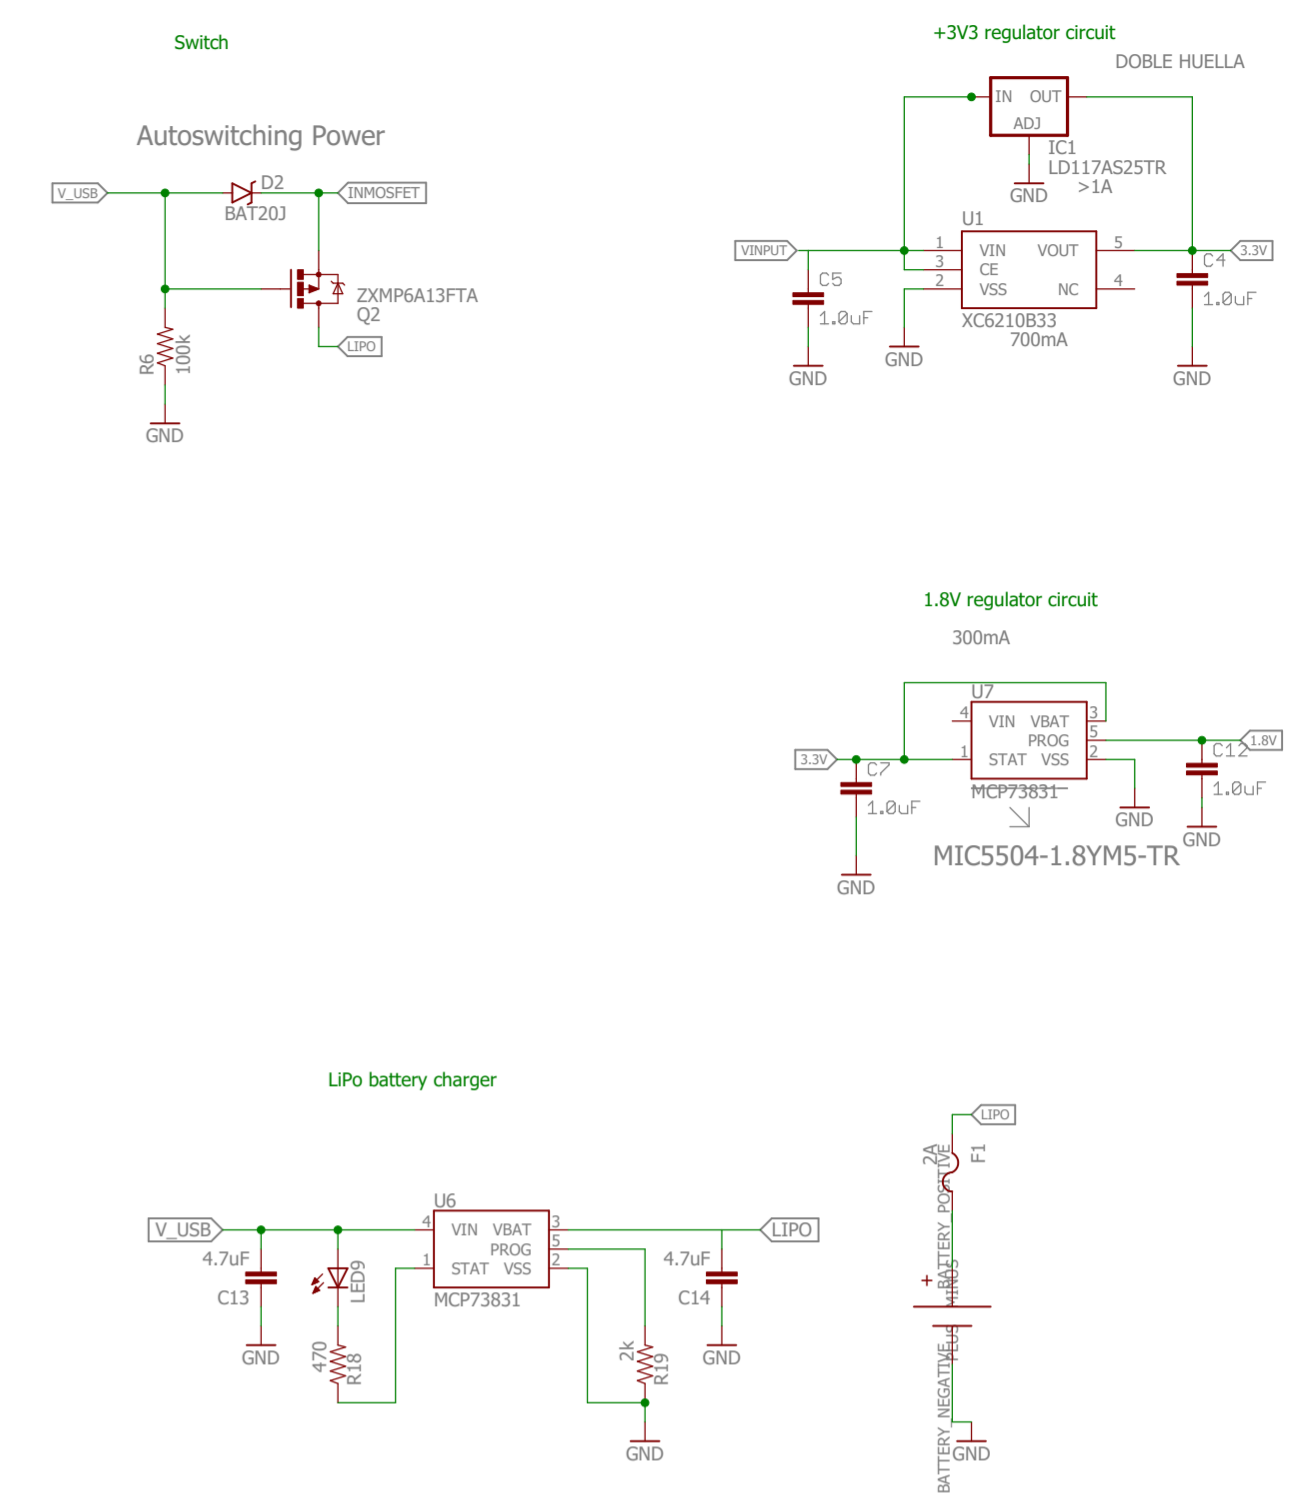 Switch
Autoswitching Power
V_USB
D2
BAT20J
INMOSFET
ZXMP6A13FTA
Q2
LIPO
R6
100k
GND
+3V3 regulator circuit
DOBLE HUELLA
IN OUT
ADJ
IC1
LD117AS25TR
>1A
GND
U1
VINPUT
1 VIN VOUT 5
3 CE
2 VSS NC 4
XC6210B33
700mA
C5
1.0uF
GND
GND
3.3V
C4
1.0uF
GND
1.8V regulator circuit
300mA
U7
4 VIN VBAT 3
PROG 5
1 STAT VSS 2
MCP73831
MIC5504-1.8YM5-TR
3.3V
C7
1.0uF
GND
GND
1.8V
C12
1.0uF
GND
LiPo battery charger
V_USB
4.7uF
C13
GND
LED9
470
R18
U6
4 VIN VBAT 3
PROG 5
1 STAT VSS 2
MCP73831
2k
R19
GND
4.7uF
C14
GND
LIPO
LIPO
2A
F1
BATTERY_POSITIVE
+
MINUS
PLUS
BATTERY_NEGATIVE
GND